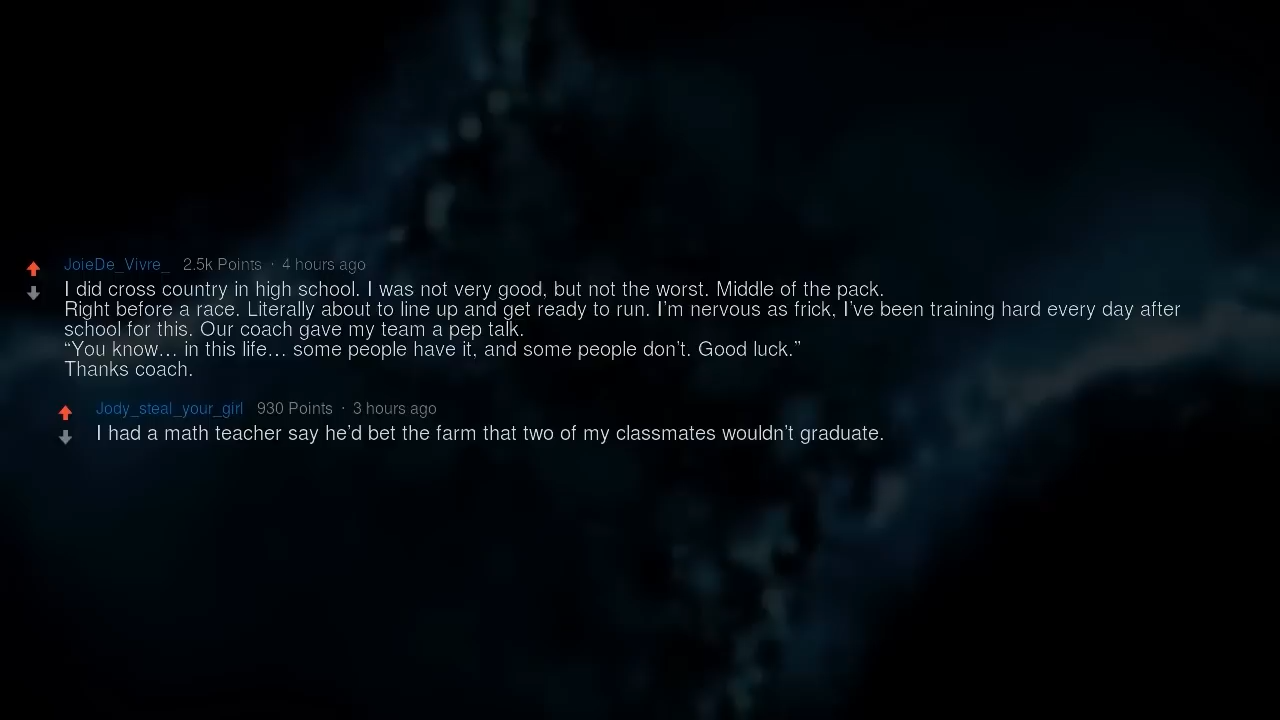 JoieDe_Vivre_ 2.5k Points · 4 hours ago
I did cross country in high school. I was not very good, but not the worst. Middle of the pack.
Right before a race. Literally about to line up and get ready to run. I'm nervous as frick, I've been training hard every day after
school for this. Our coach gave my team a pep talk.
“You know... in this life... some people have it, and some people don't. Good luck.”
Thanks coach.
Jody_steal_your_girl 930 Points · 3 hours ago
I had a math teacher say he'd bet the farm that two of my classmates wouldn't graduate.